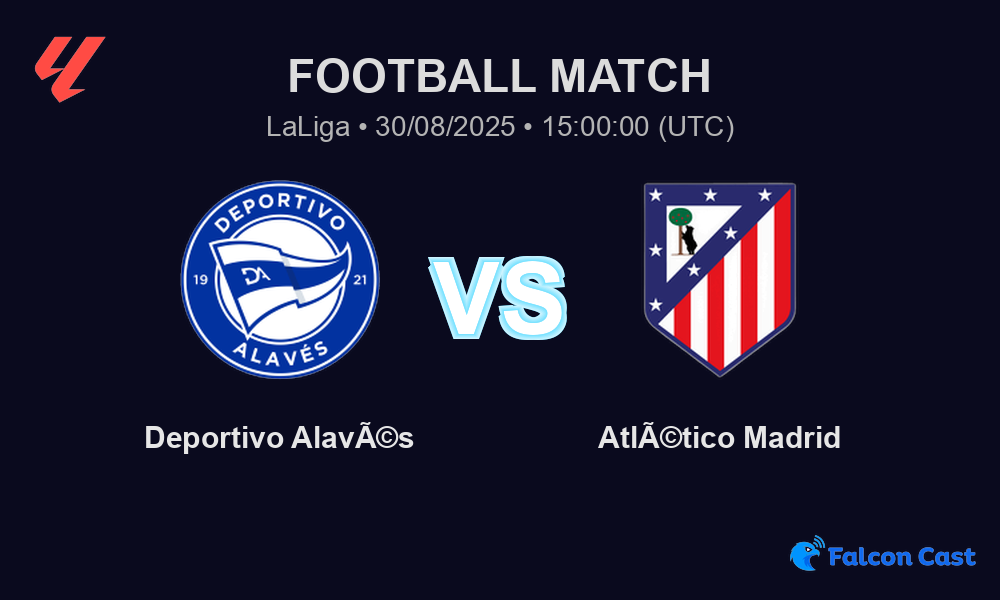 FOOTBALL MATCH
LaLiga • 30/08/2025 • 15:00:00 (UTC)
DEPORTIVO
19 DA 21
ALAVÉS
VS
Deportivo AlavÃ©s
AtlÃ©tico Madrid
Falcon Cast